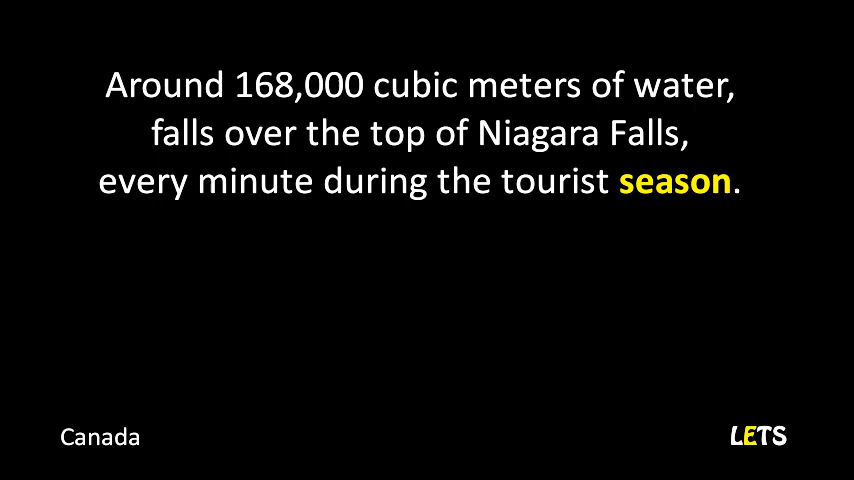 Around 168,000 cubic meters of water,
falls over the top of Niagara Falls,
every minute during the tourist season.
Canada
LETS